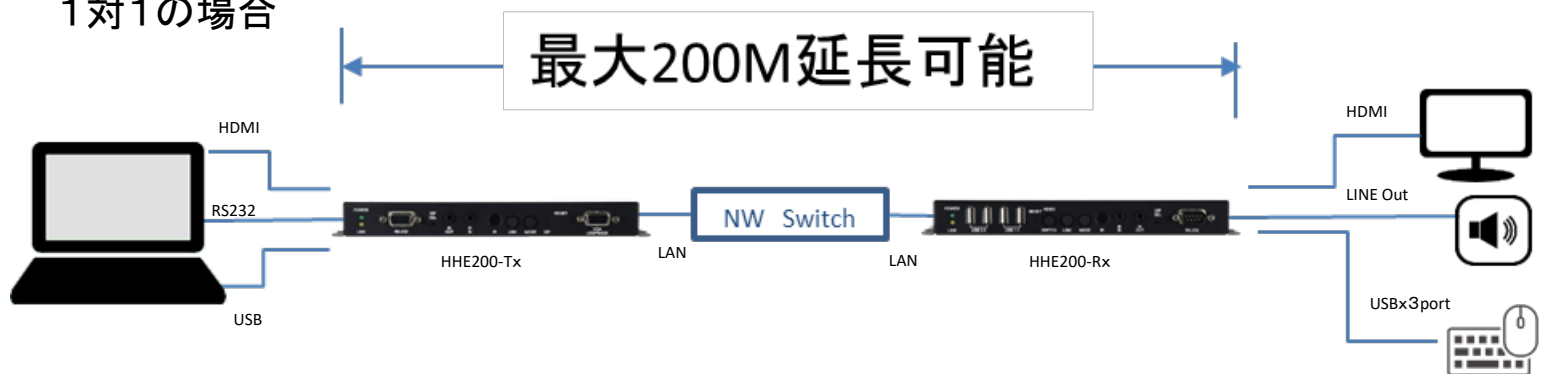 1対1の場合
最大200M延長可能
HDMI
RS232
USB
HHE200-Tx
LAN
NW Switch
LAN
HHE200-Rx
HDMI
LINE Out
USBx3port